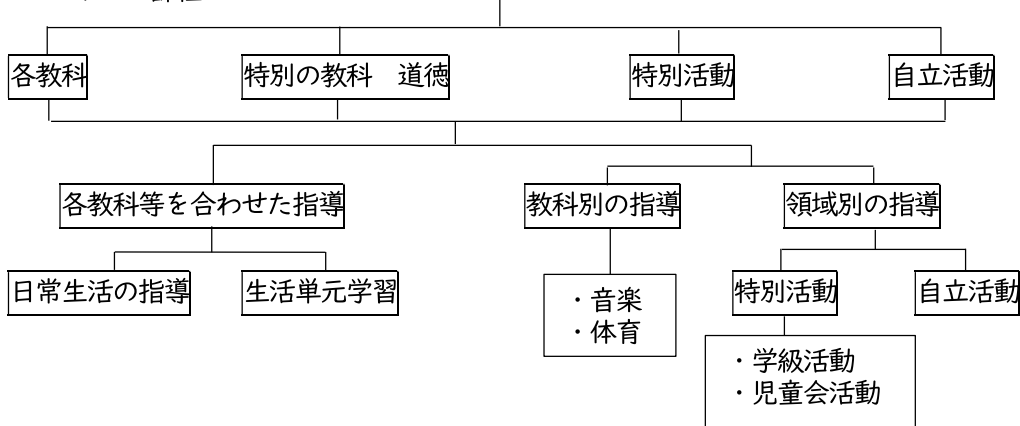 各教科
特別の教科　道徳
特別活動
自立活動
各教科等を合わせた指導
教科別の指導
領域別の指導
日常生活の指導
生活単元学習
・音楽
・体育
特別活動
自立活動
・学級活動
・児童会活動